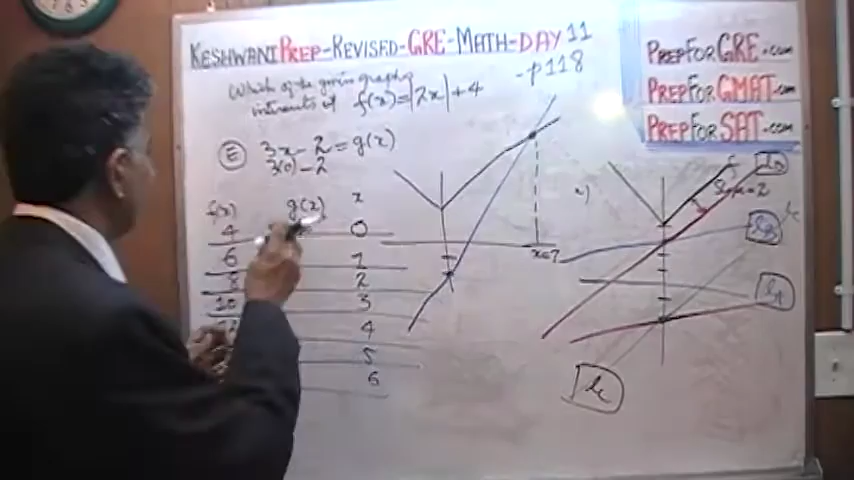 KESHWANI PREP-REVISED-GRE-MATH-DAY 11
Which of the given graphs - p118
intersects at f(x)=|2x|+4
E 3x-2=g(x)
3(0)-2
f(x) g(x) x
4 0
6 1
8 2
10 3
12 4
5
6
x=?
f
Slope=2
PREPFORGRE.com
PREPFORGMAT.com
PREPFORSAT.com